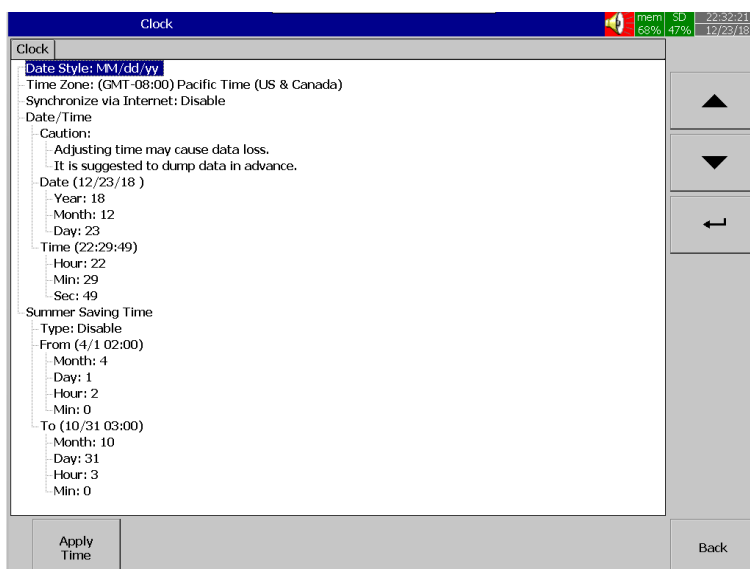 Clock
mem SD 22:32:21
68% 47% 12/23/18
Clock
Date Style: MM/dd/yy
Time Zone: (GMT-08:00) Pacific Time (US & Canada)
Synchronize via Internet: Disable
Date/Time
Caution:
Adjusting time may cause data loss.
It is suggested to dump data in advance.
Date (12/23/18 )
Year: 18
Month: 12
Day: 23
Time (22:29:49)
Hour: 22
Min: 29
Sec: 49
Summer Saving Time
Type: Disable
From (4/1 02:00)
Month: 4
Day: 1
Hour: 2
Min: 0
To (10/31 03:00)
Month: 10
Day: 31
Hour: 3
Min: 0
Apply
Time
Back